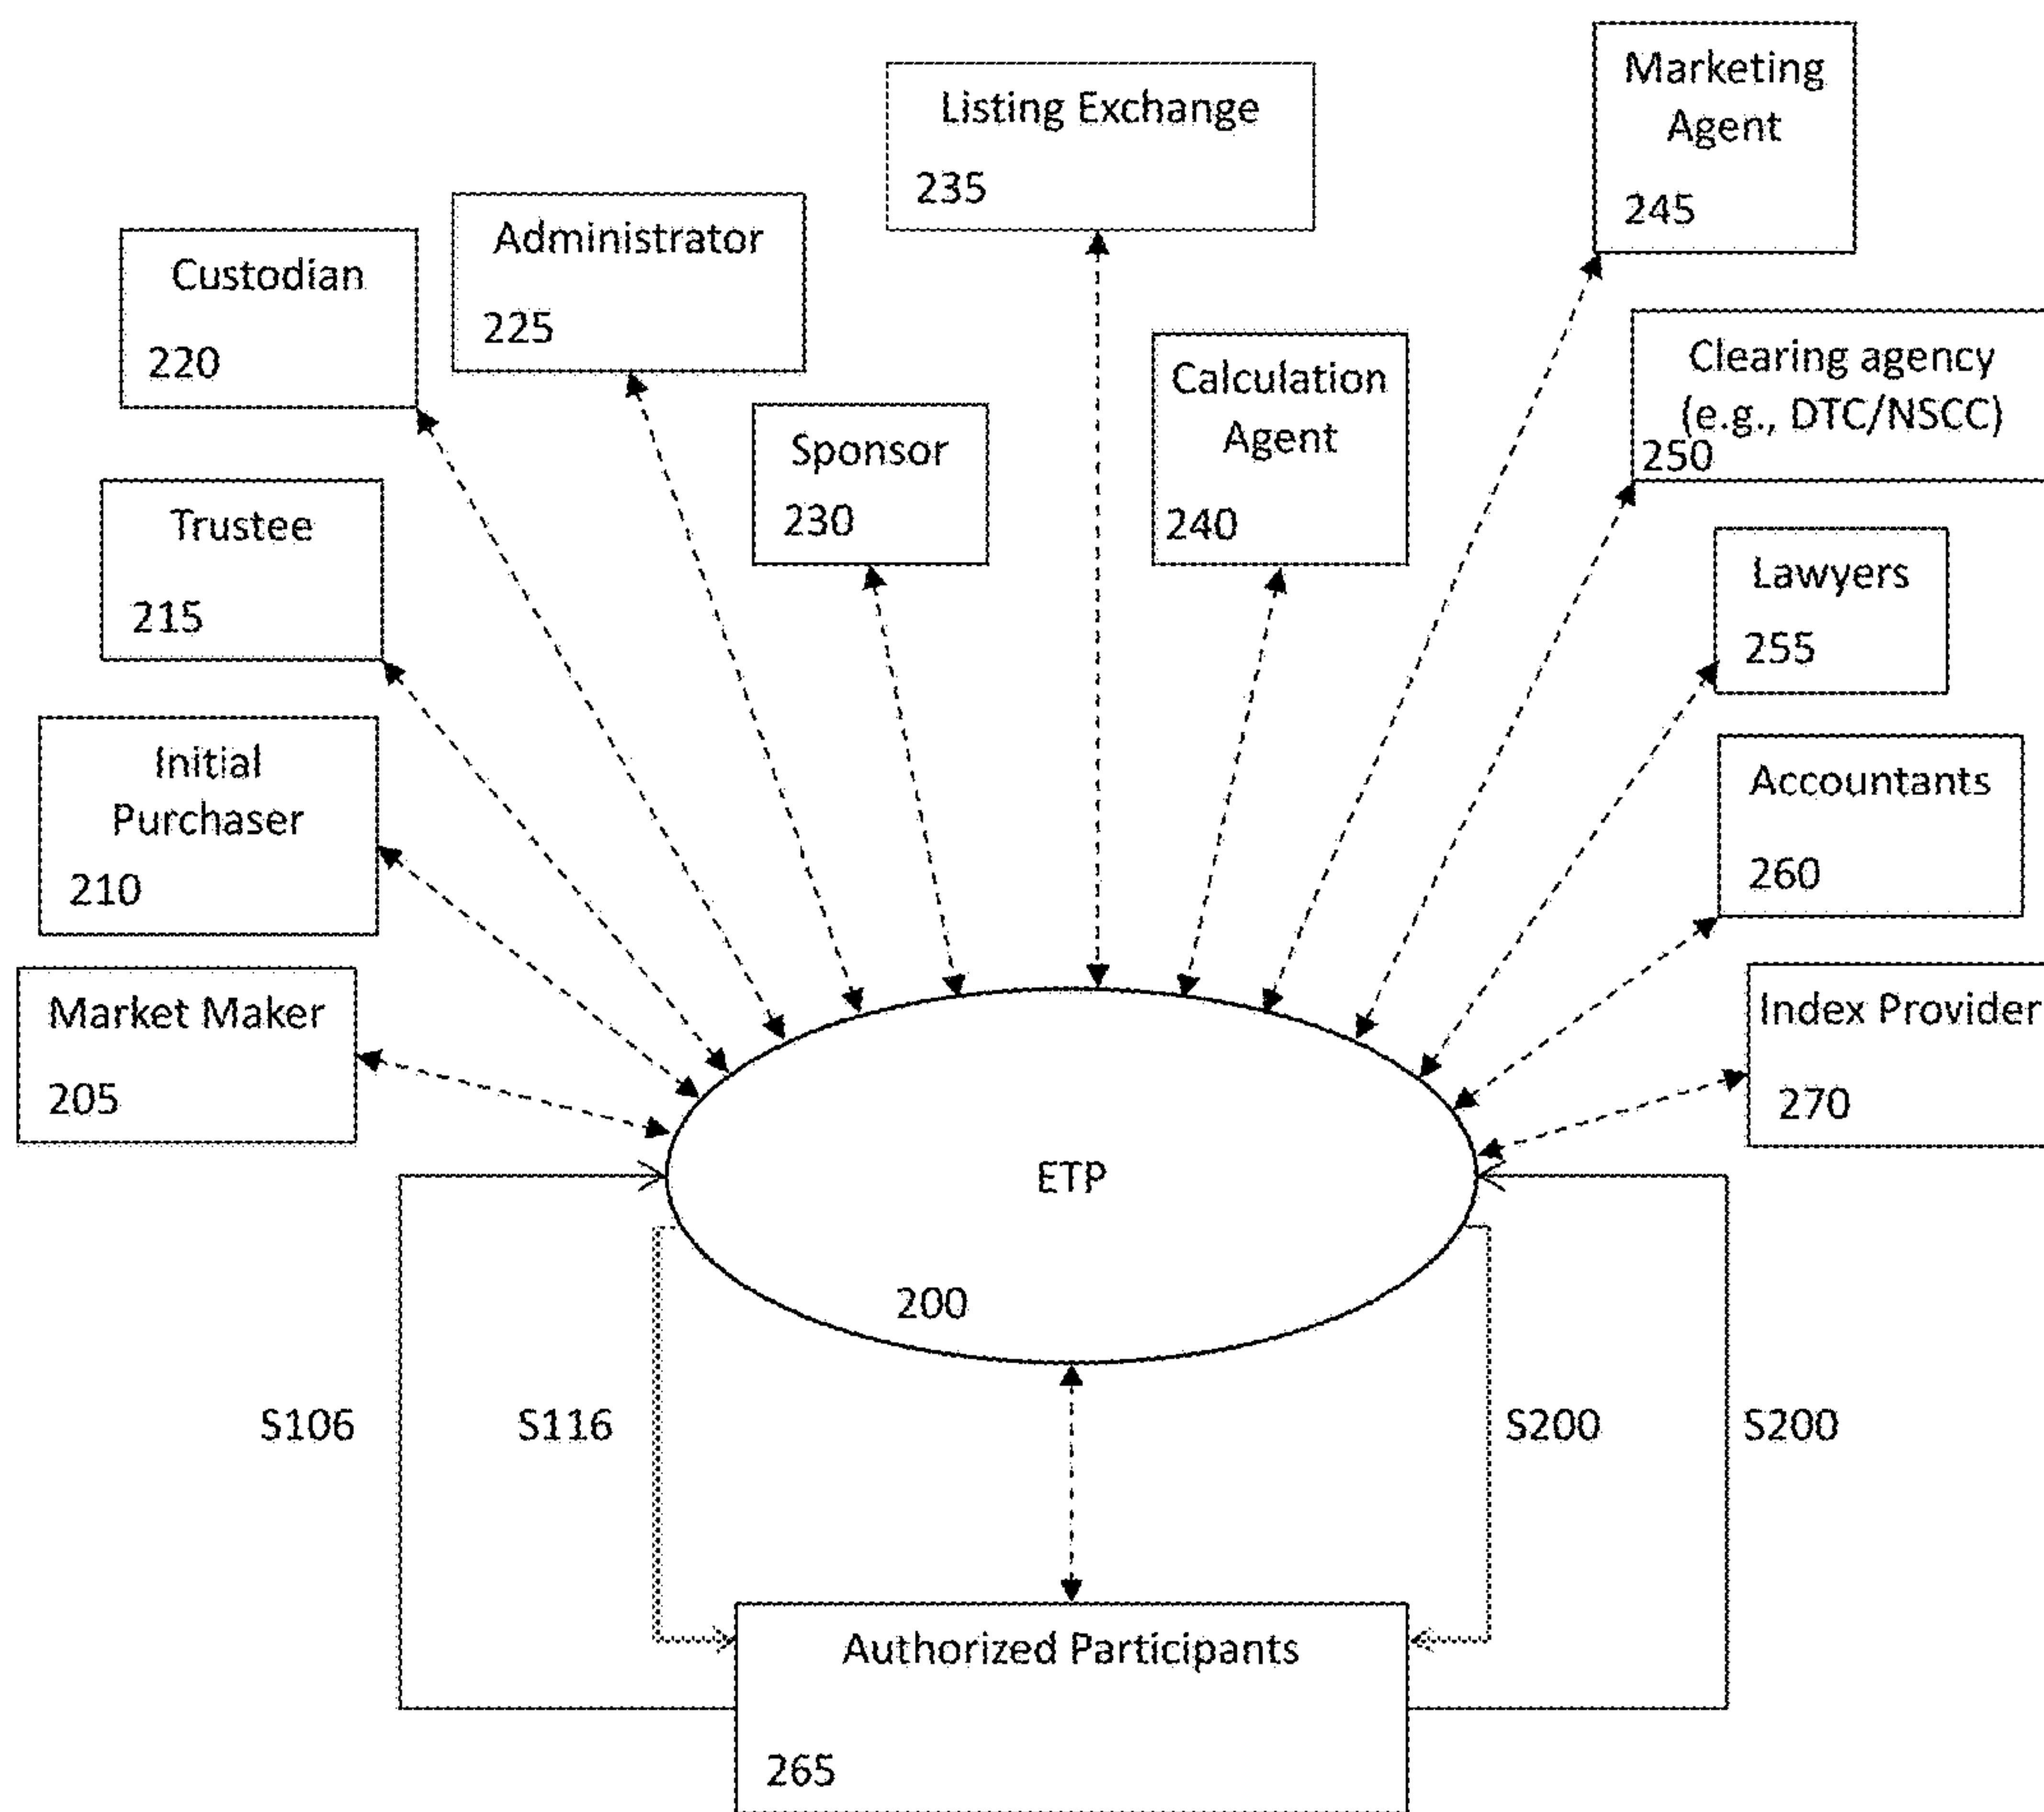 Marketing
Agent
245
Listing Exchange
235
Administrator
225
Custodian
220
Clearing agency
(e.g., DTC/NSCC)
250
Calculation
Agent
240
Sponsor
230
Trustee
215
Lawyers
255
Initial
Purchaser
210
Accountants
260
Market Maker
205
Index Provider
270
ETP
200
S106
S116
S200
S200
Authorized Participants
265